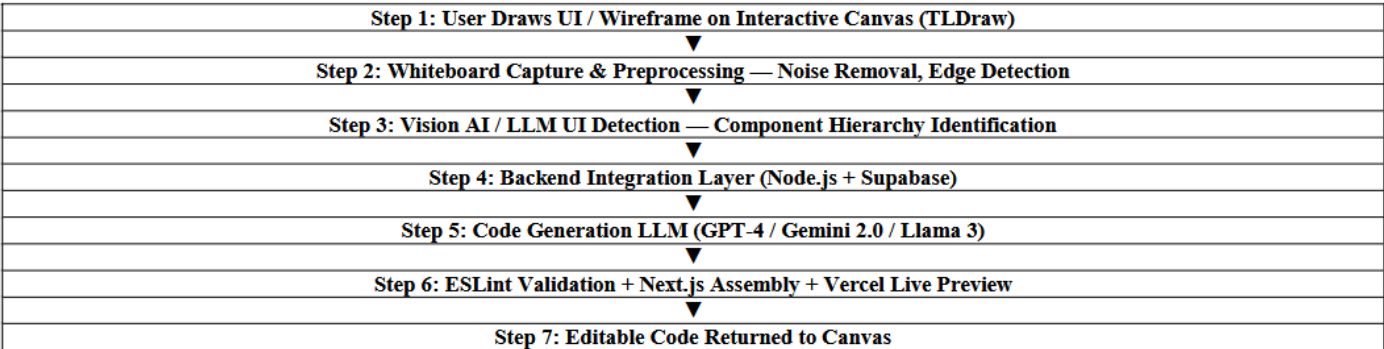 Step 1: User Draws UI / Wireframe on Interactive Canvas (TLDraw)
Step 2: Whiteboard Capture & Preprocessing — Noise Removal, Edge Detection
Step 3: Vision AI / LLM UI Detection — Component Hierarchy Identification
Step 4: Backend Integration Layer (Node.js + Supabase)
Step 5: Code Generation LLM (GPT-4 / Gemini 2.0 / Llama 3)
Step 6: ESLint Validation + Next.js Assembly + Vercel Live Preview
Step 7: Editable Code Returned to Canvas